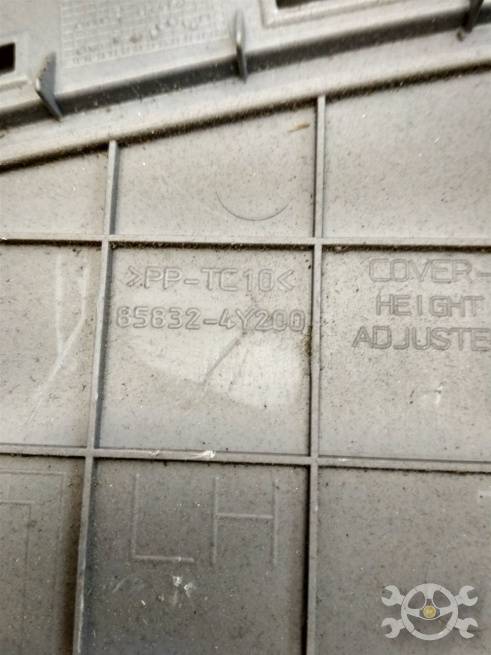 >PP-TC10<
85832-4Y200
COVER-
HEIGHT
ADJUSTE
LH